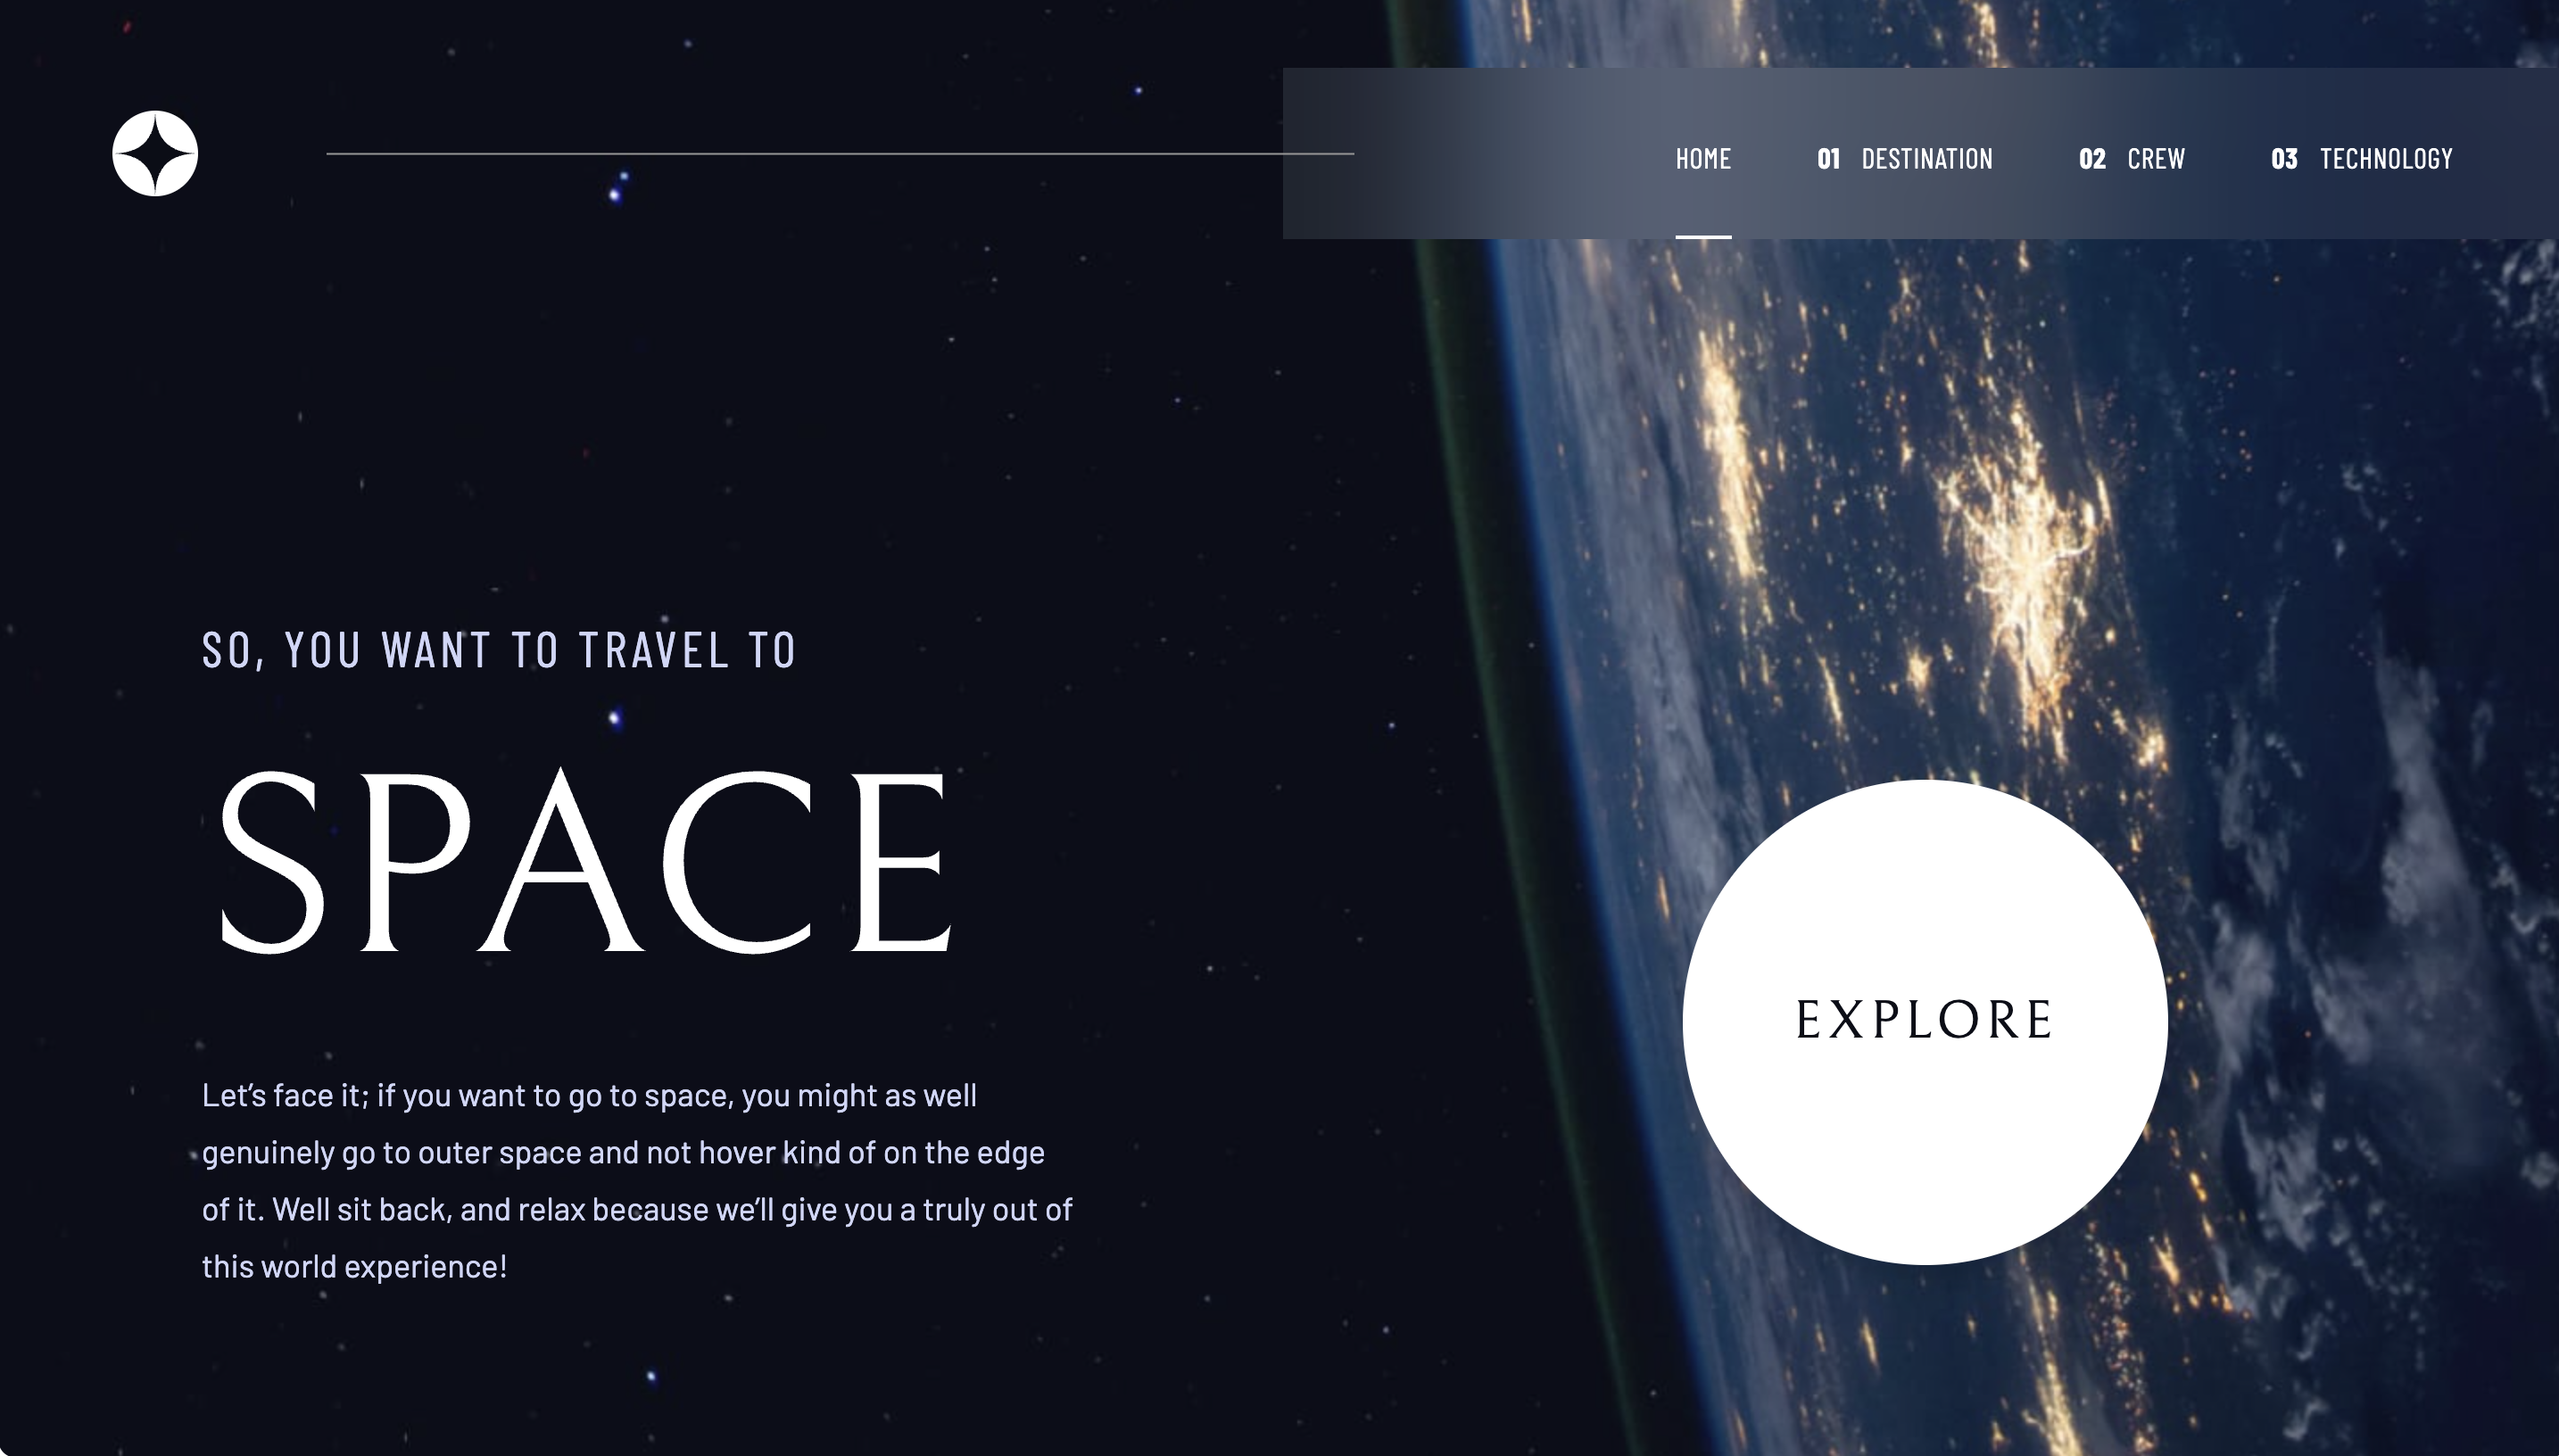 HOME 01 DESTINATION 02 CREW 03 TECHNOLOGY
SO, YOU WANT TO TRAVEL TO
SPACE
Let’s face it; if you want to go to space, you might as well
genuinely go to outer space and not hover kind of on the edge
of it. Well sit back, and relax because we’ll give you a truly out of
this world experience!
EXPLORE